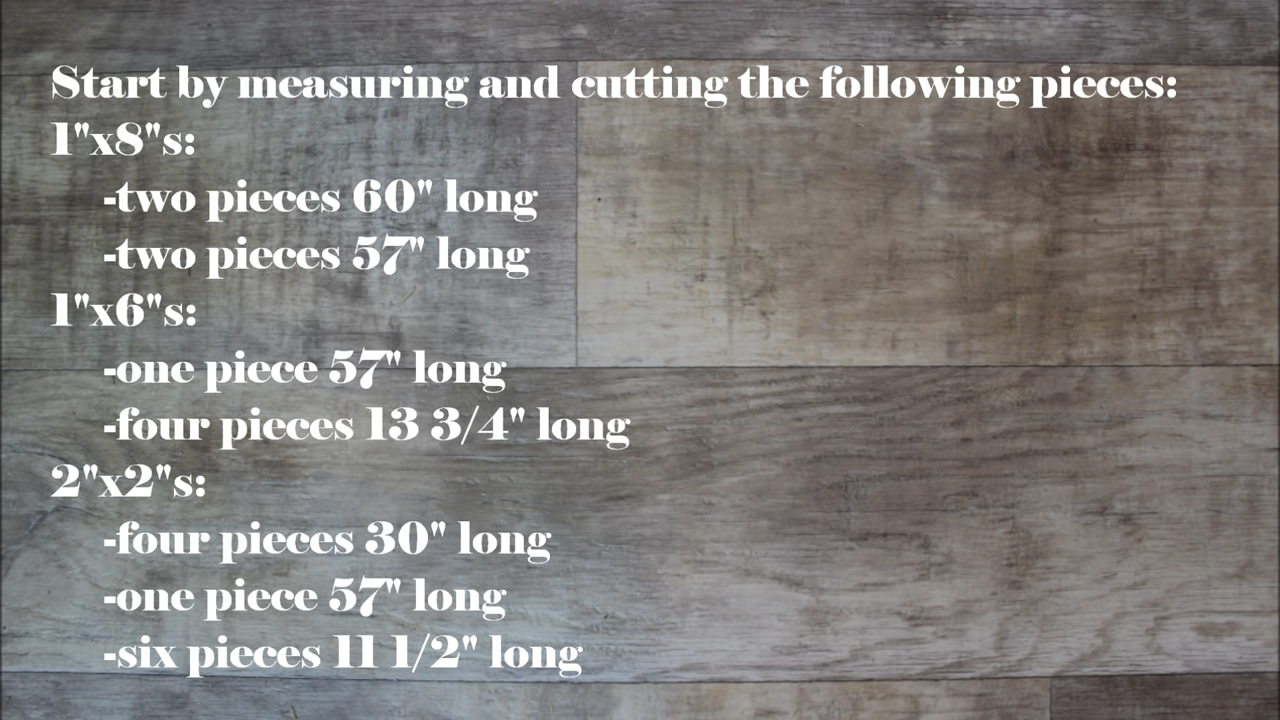 Start by measuring and cutting the following pieces:
1"x8"s:
-two pieces 60" long
-two pieces 57" long
1"x6"s:
-one piece 57" long
-four pieces 13 3/4" long
2"x2"s:
-four pieces 30" long
-one piece 57" long
-six pieces 11 1/2" long